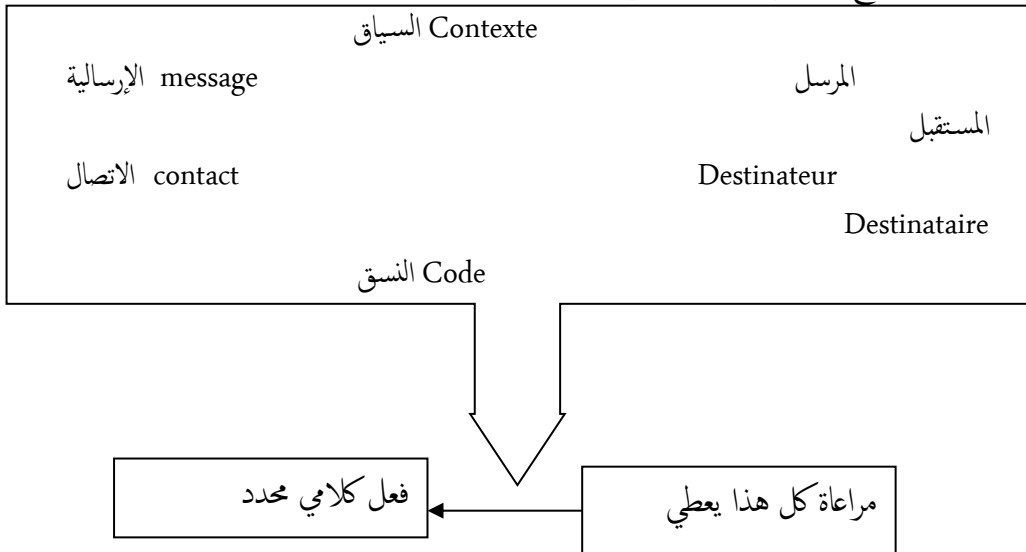 السياق Contexte
المرسل message الإرسالية
المستقبل
Destinateur contact الاتصال
Destinataire
النسق Code
مراعاة كل هذا يعطي
فعل كلامي محدد